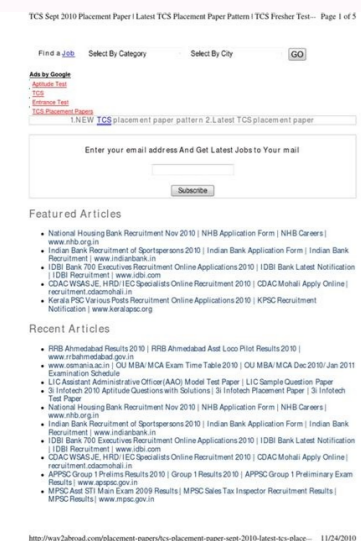 TCS Sept 2010 Placement Paper | Latest TCS Placement Paper Pattern | TCS Fresher Test-- Page 1 of 5
Find a Job Select By Category Select By City GO
Ads by Google
Aptitude Test
TCS
Entrance Test
TCS Placement Papers
1.NEW TCS placement paper pattern 2.Latest TCS placement paper
Enter your email address And Get Latest Jobs to Your mail
Subscribe
Featured Articles
• National Housing Bank Recruitment Nov 2010 | NHB Application Form | NHB Careers |
www.nhb.org.in
• Indian Bank Recruitment of Sportspersons 2010 | Indian Bank Application Form | Indian Bank
Recruitment | www.indianbank.in
• IDBI Bank 700 Executives Recruitment Online Applications 2010 | IDBI Bank Latest Notification
| IDBI Recruitment | www.idbi.com
• CDAC WSASJE, HRD/IEC Specialists Online Recruitment 2010 | CDAC Mohali Apply Online |
recruitment.cdacmohali.in
• Kerala PSC Various Posts Recruitment Online Applications 2010 | KPSC Recruitment
Notification | www.keralapsc.org
Recent Articles
• RRB Ahmedabad Results 2010 | RRB Ahmedabad Asst Loco Pilot Results 2010 |
www.rrbahmedabad.gov.in
• www.osmania.ac.in | OU MBA/MCA Exam Time Table 2010 | OU MBA/MCA Dec 2010/Jan 2011
Examination Schedule
• LIC Assistant Administrative Officer(AAO) Model Test Paper | LIC Sample Question Paper
• 3i Infotech 2010 Aptitude Questions with Solutions | 3i Infotech Placement Paper | 3i Infotech
Test Paper
• National Housing Bank Recruitment Nov 2010 | NHB Application Form | NHB Careers |
www.nhb.org.in
• Indian Bank Recruitment of Sportspersons 2010 | Indian Bank Application Form | Indian Bank
Recruitment | www.indianbank.in
• IDBI Bank 700 Executives Recruitment Online Applications 2010 | IDBI Bank Latest Notification
| IDBI Recruitment | www.idbi.com
• CDAC WSASJE, HRD/IEC Specialists Online Recruitment 2010 | CDAC Mohali Apply Online |
recruitment.cdacmohali.in
• APPSC Group 1 Prelims Results 2010 | Group 1 Results 2010 | APPSC Group 1 Preliminary Exam
Results | www.apspsc.gov.in
• MPSC Asst STI Main Exam 2009 Results | MPSC Sales Tax Inspector Recruitment Results |
MPSC Results | www.mpsc.gov.in
http://way2abroad.com/placement-papers/tcs-placement-paper-sept-2010-latest-tcs-place-- 11/24/2010